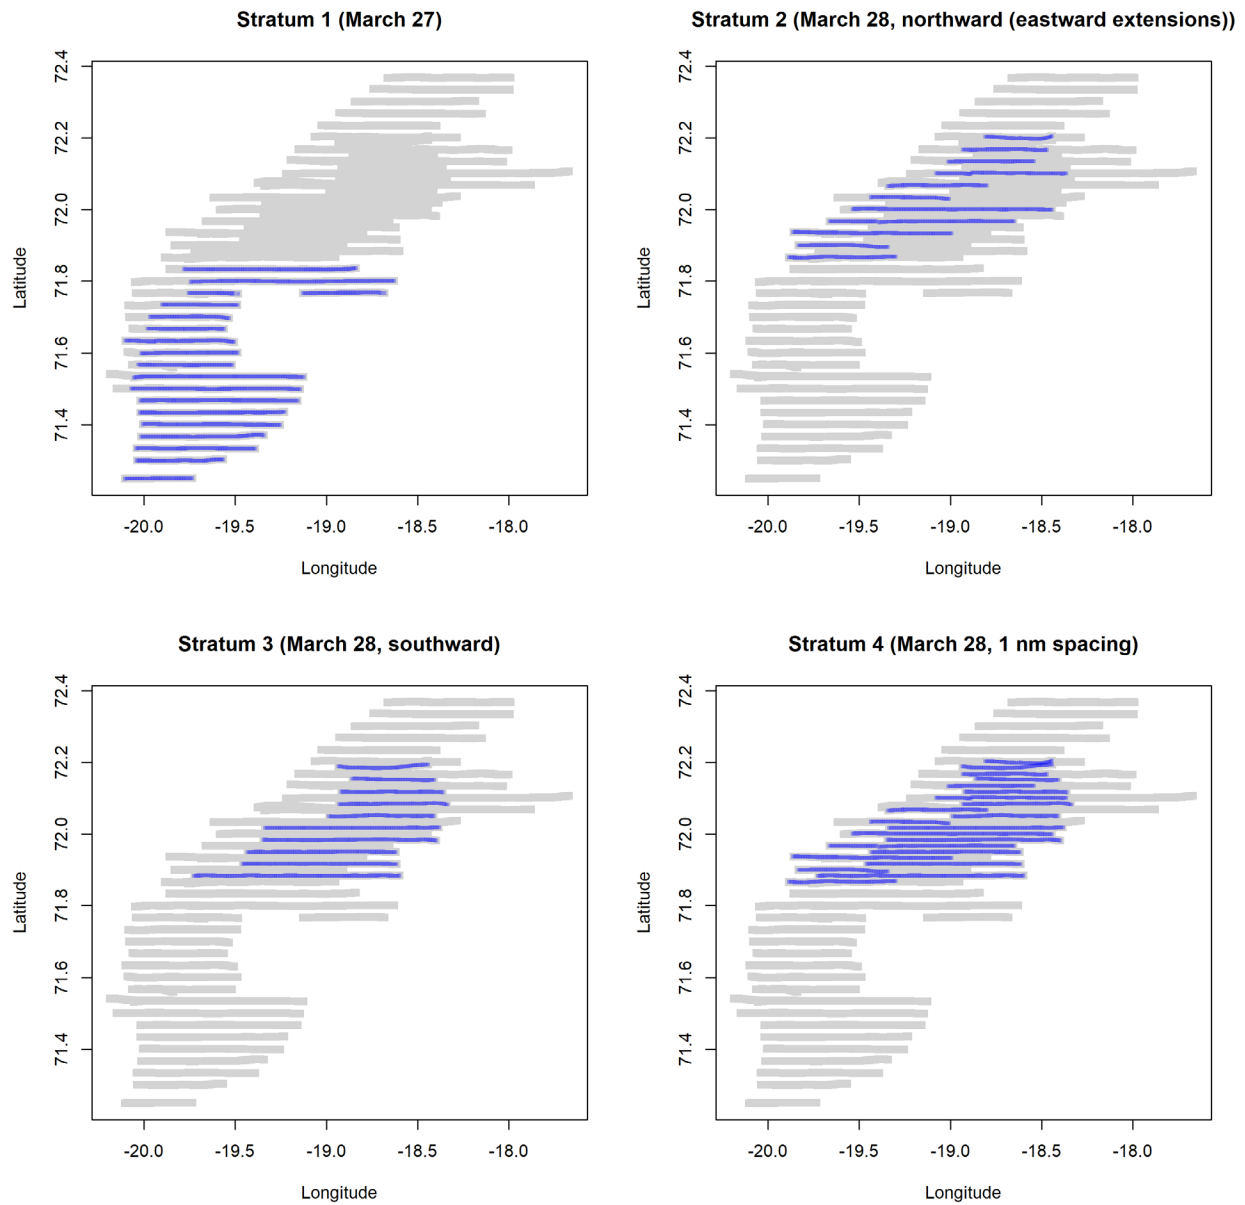 Stratum 1 (March 27)
Latitude
72.4
72.2
72.0
71.8
71.6
71.4
-20.0 -19.5 -19.0 -18.5 -18.0
Longitude
Stratum 2 (March 28, northward (eastward extensions))
Latitude
72.4
72.2
72.0
71.8
71.6
71.4
-20.0 -19.5 -19.0 -18.5 -18.0
Longitude
Stratum 3 (March 28, southward)
Latitude
72.4
72.2
72.0
71.8
71.6
71.4
-20.0 -19.5 -19.0 -18.5 -18.0
Longitude
Stratum 4 (March 28, 1 nm spacing)
Latitude
72.4
72.2
72.0
71.8
71.6
71.4
-20.0 -19.5 -19.0 -18.5 -18.0
Longitude